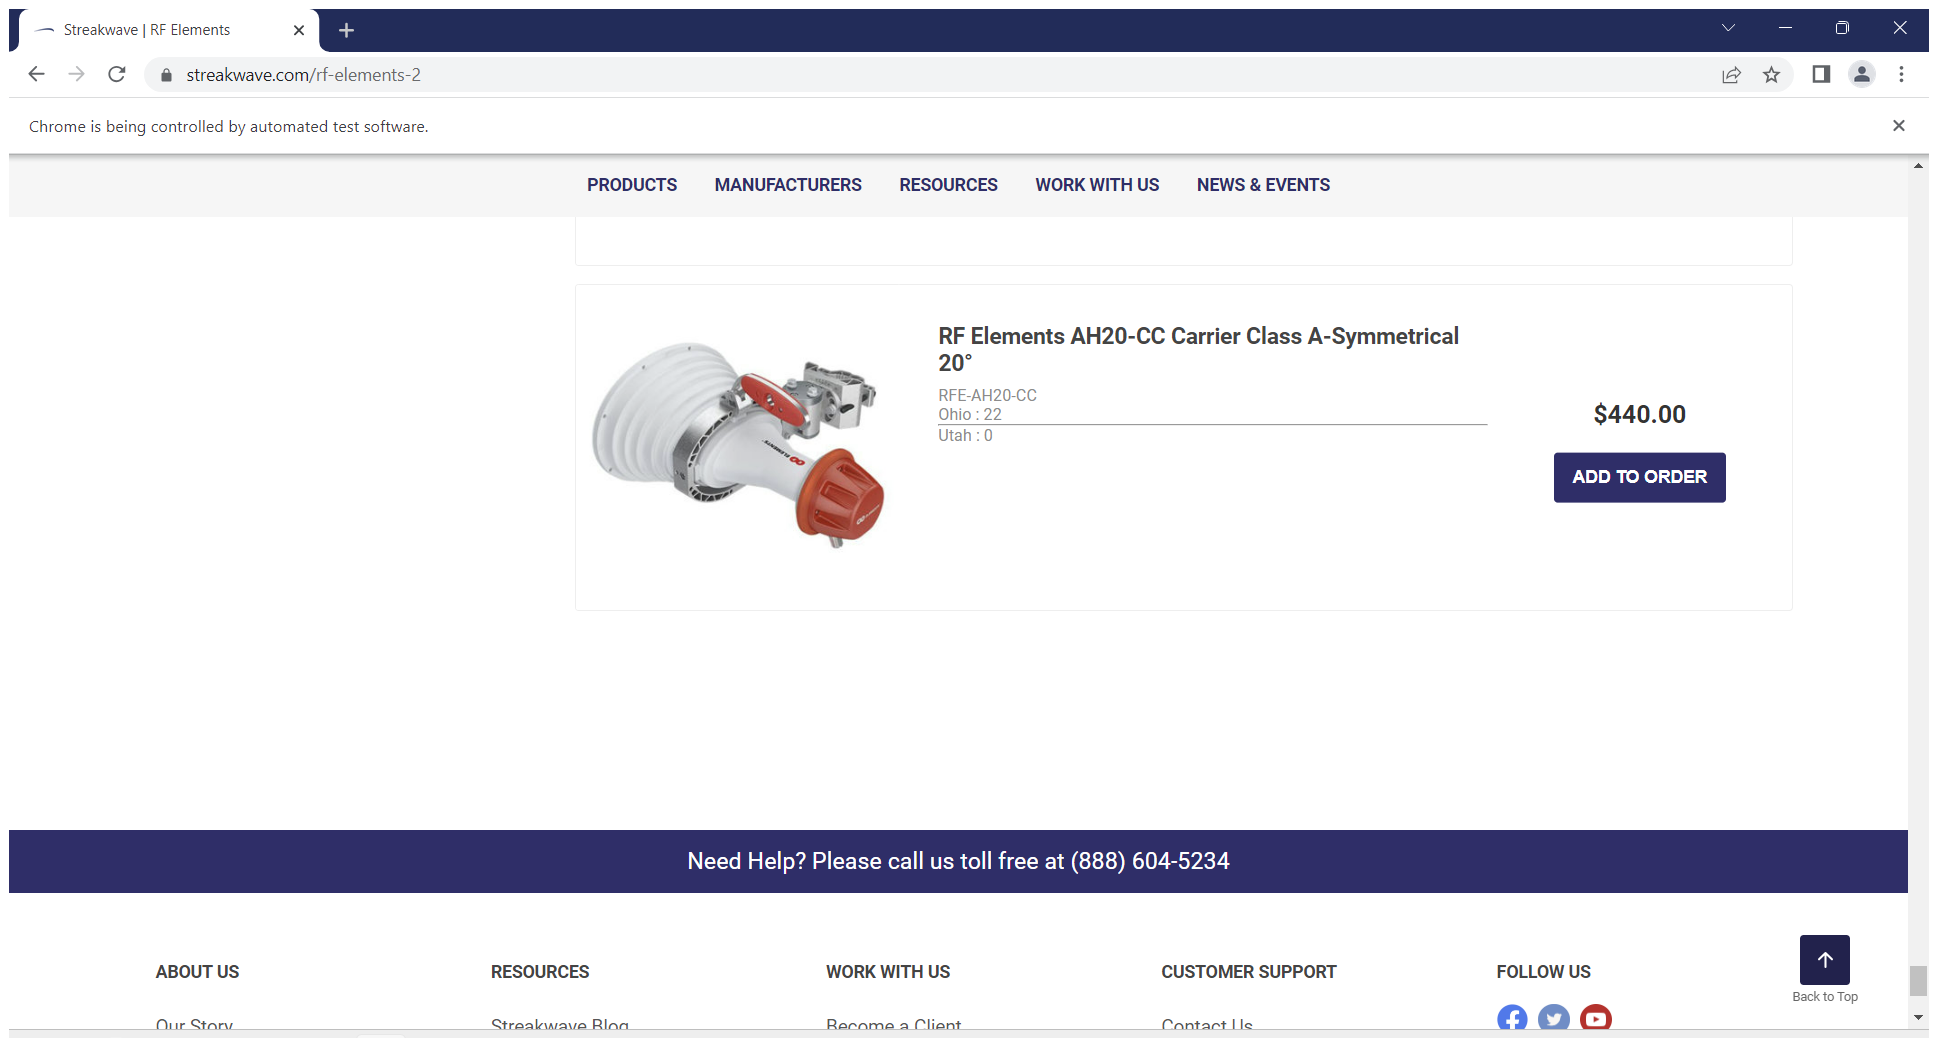 Streakwave | RF Elements
streakwave.com/rf-elements-2
Chrome is being controlled by automated test software.
PRODUCTS MANUFACTURERS RESOURCES WORK WITH US NEWS & EVENTS
RF Elements AH20-CC Carrier Class A-Symmetrical
20°
RFE-AH20-CC
Ohio : 22
Utah : 0
$440.00
ADD TO ORDER
ELEMENTS
Need Help? Please call us toll free at (888) 604-5234
ABOUT US RESOURCES WORK WITH US CUSTOMER SUPPORT FOLLOW US
Back to Top
Our Story Streakwave Blog Become a Client Contact Us